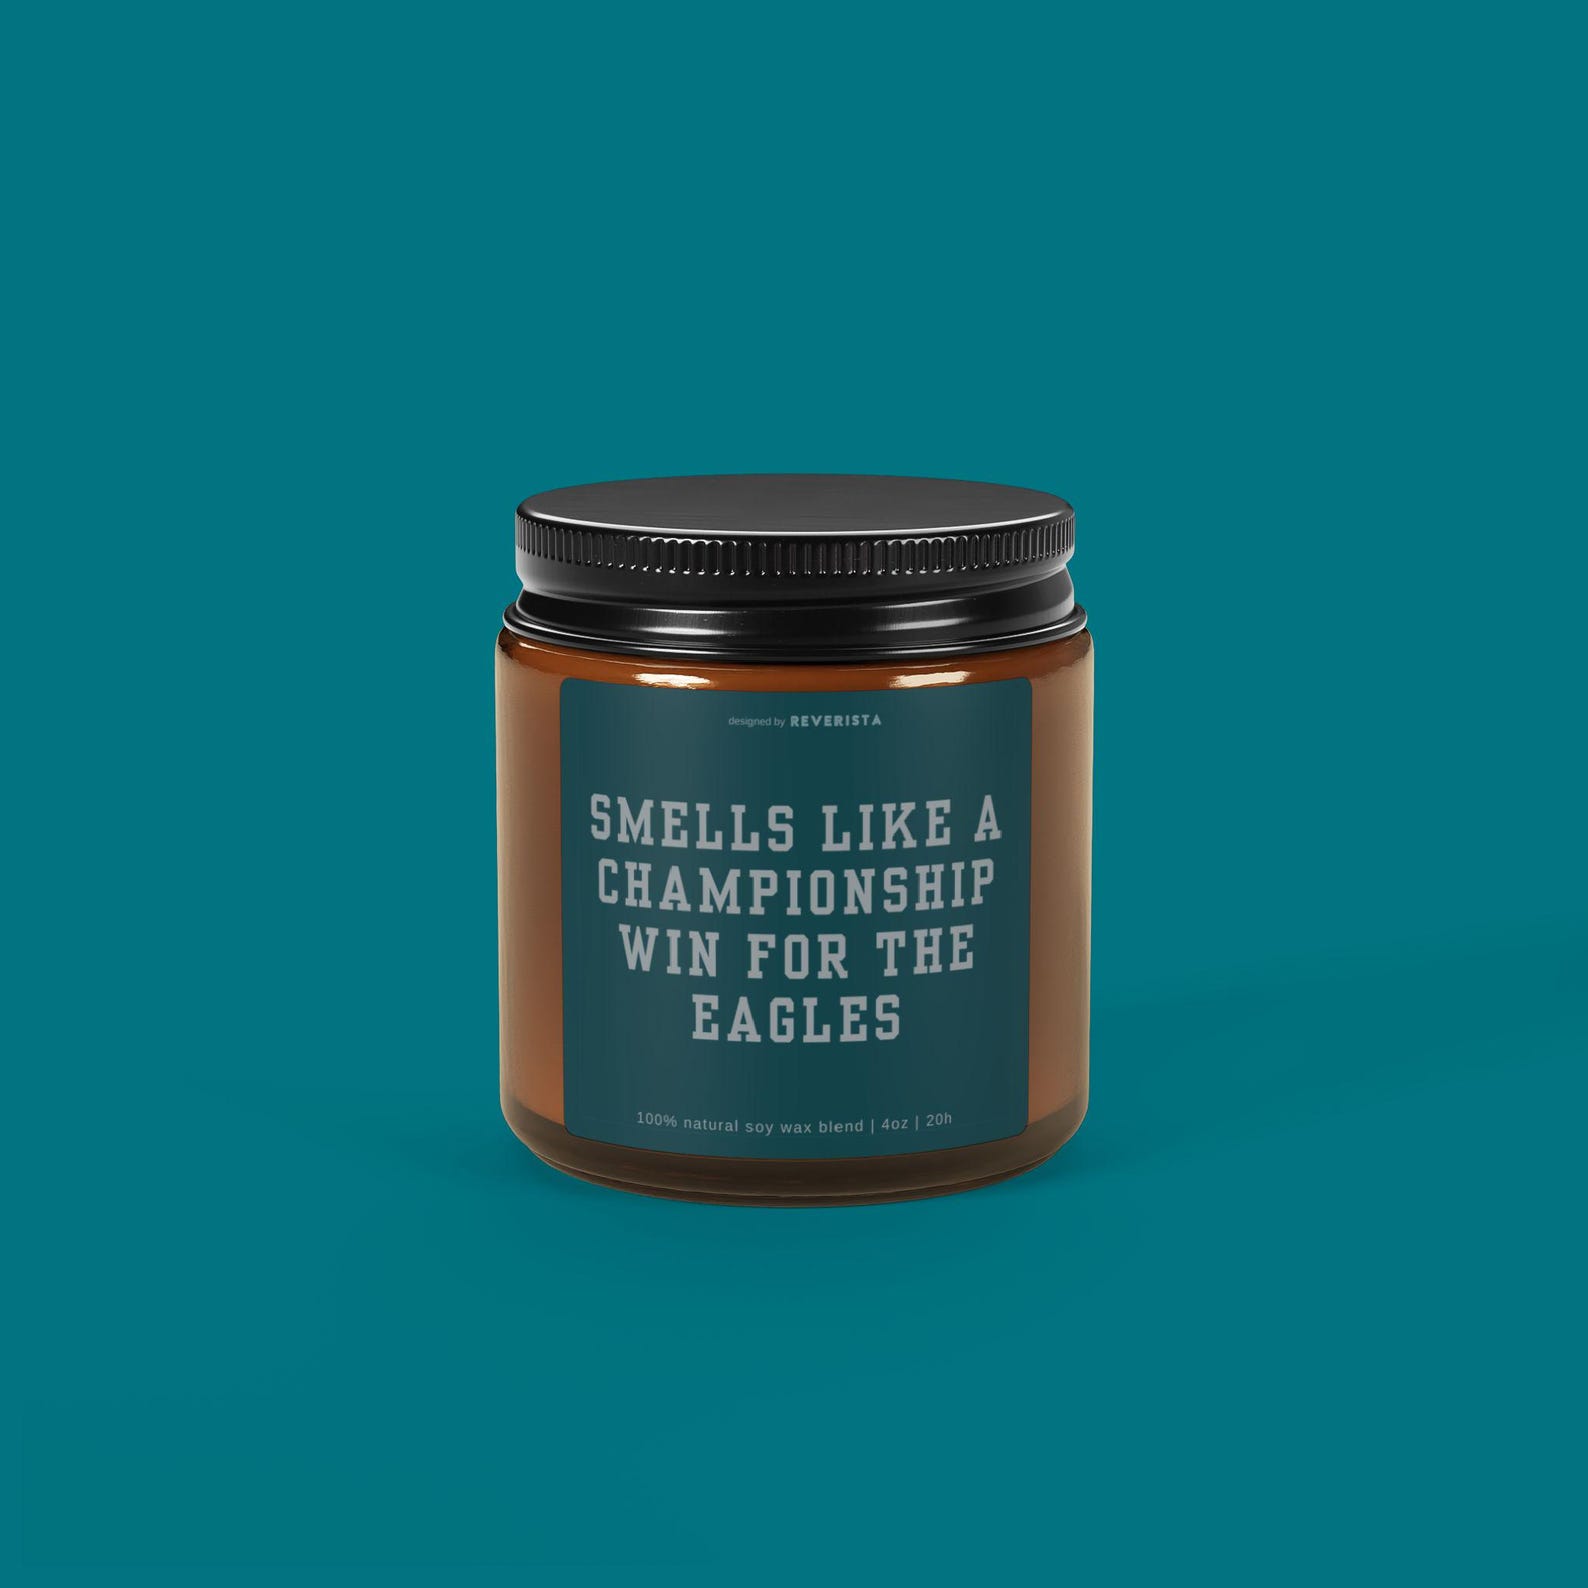 designed by REVERISTA
SMELLS LIKE A
CHAMPIONSHIP
WIN FOR THE
EAGLES
100% natural soy wax blend | 4oz | 20h